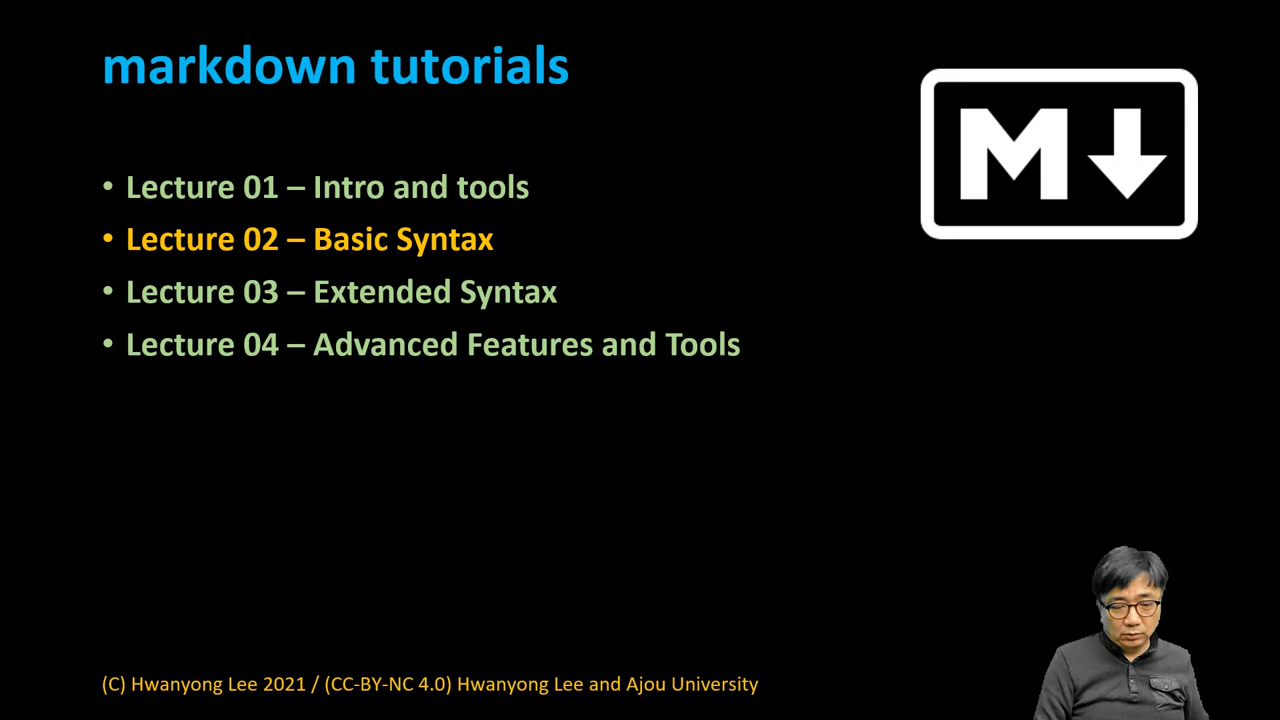 markdown tutorials
• Lecture 01 – Intro and tools
• Lecture 02 – Basic Syntax
• Lecture 03 – Extended Syntax
• Lecture 04 – Advanced Features and Tools
M
(C) Hwanyong Lee 2021 / (CC-BY-NC 4.0) Hwanyong Lee and Ajou University